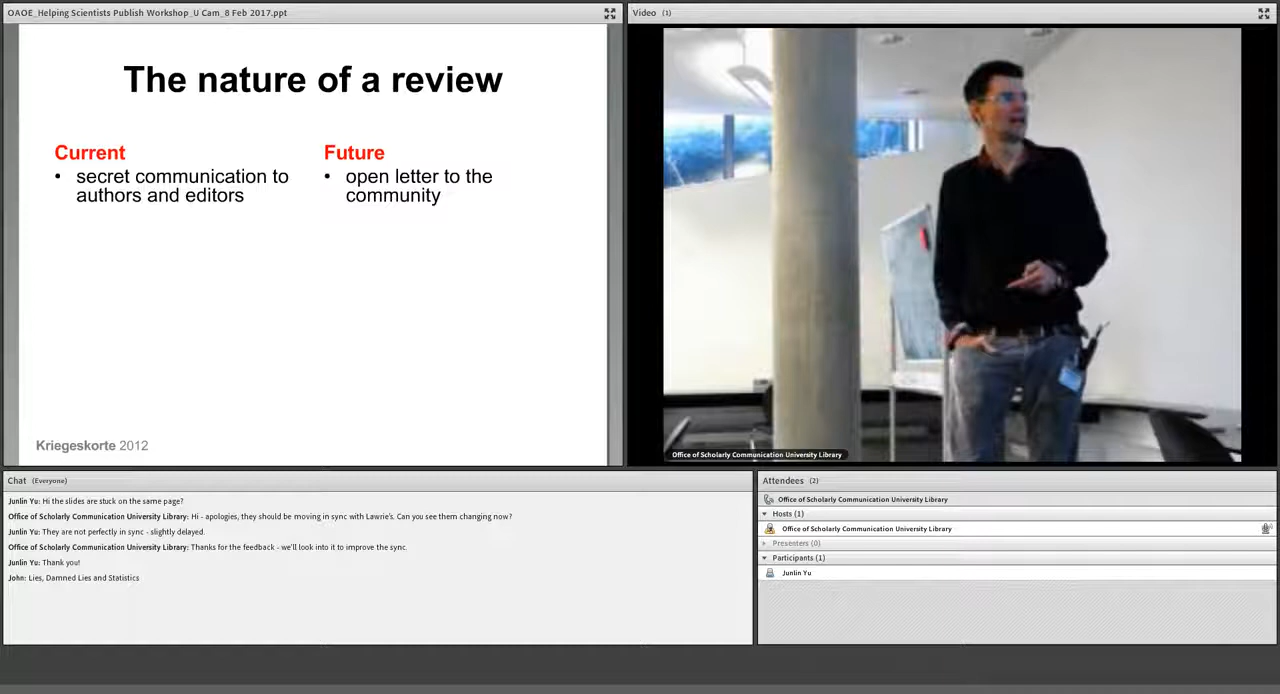 OAOE_Helping Scientists Publish Workshop_U Cam_8 Feb 2017.ppt
The nature of a review
Current
• secret communication to
authors and editors
Future
• open letter to the
community
Kriegeskorte 2012
Video (1)
Office of Scholarly Communication University Library
Chat (Everyone)
Junlin Yu: Hi the slides are stuck on the same page?
Office of Scholarly Communication University Library: Hi - apologies, they should be moving in sync with Lawrie's. Can you see them changing now?
Junlin Yu: They are not perfectly in sync - slightly delayed.
Office of Scholarly Communication University Library: Thanks for the feedback - we'll look into it to improve the sync.
Junlin Yu: Thank you!
John: Lies, Damned Lies and Statistics
Attendees (2)
Office of Scholarly Communication University Library
Hosts (1)
Office of Scholarly Communication University Library
Presenters (0)
Participants (1)
Junlin Yu